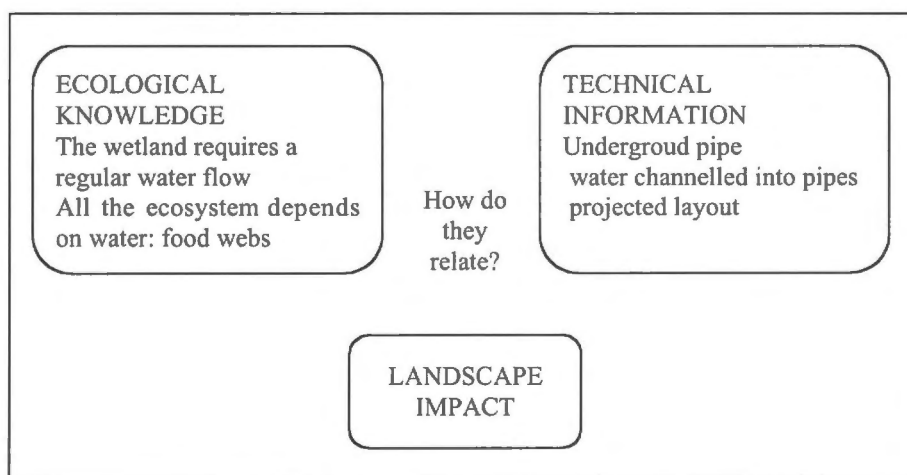 ECOLOGICAL
KNOWLEDGE
The wetland requires a
regular water flow
All the ecosystem depends
on water: food webs
How do
they
relate?
TECHNICAL
INFORMATION
Undergroud pipe
water channelled into pipes
projected layout
LANDSCAPE
IMPACT